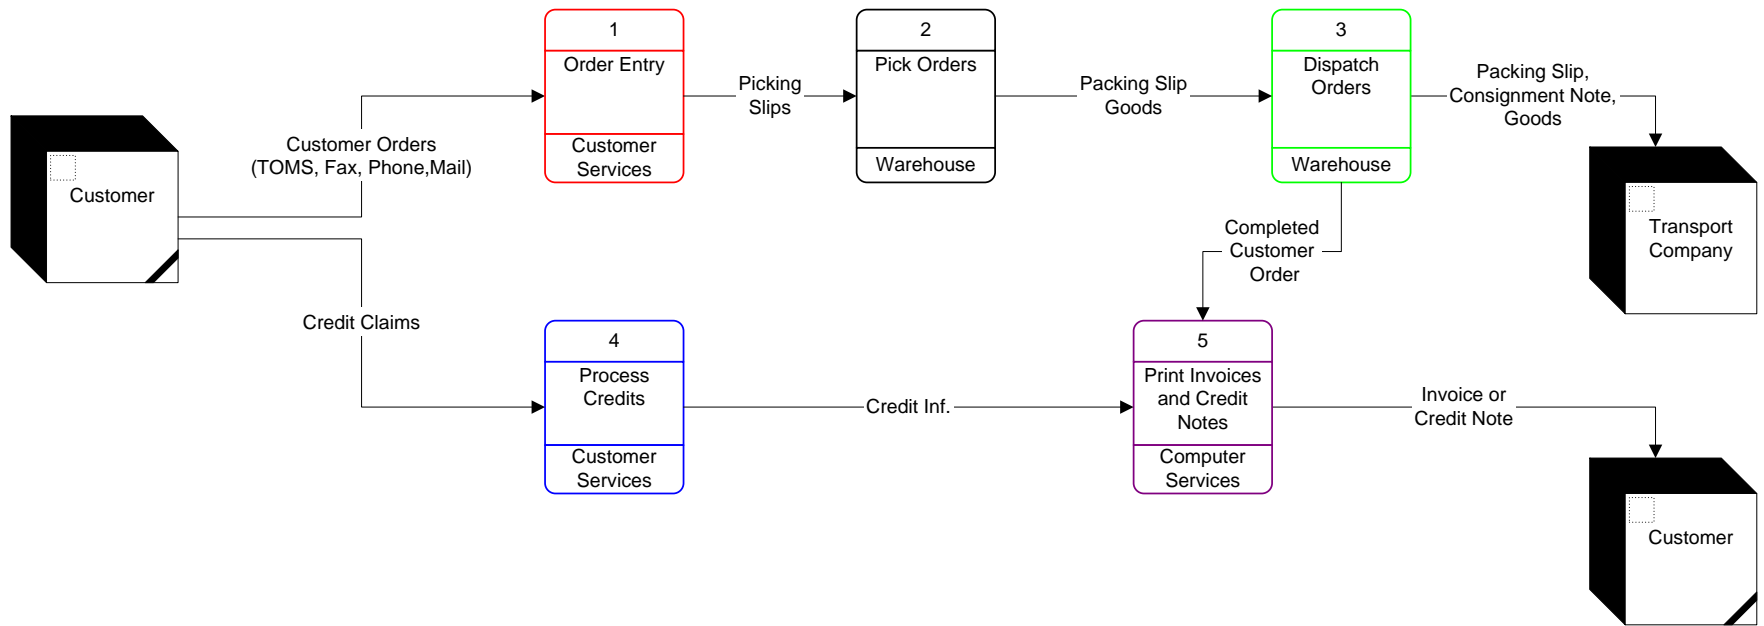 1
Order Entry
Customer
Services
2
Pick Orders
Warehouse
3
Dispatch
Orders
Warehouse
Picking
Slips
Packing Slip
Goods
Packing Slip,
Consignment Note,
Goods
Customer Orders
(TOMS, Fax, Phone,Mail)
Customer
Transport
Company
Completed
Customer
Order
Credit Claims
4
Process
Credits
Customer
Services
Credit Inf.
5
Print Invoices
and Credit
Notes
Computer
Services
Invoice or
Credit Note
Customer